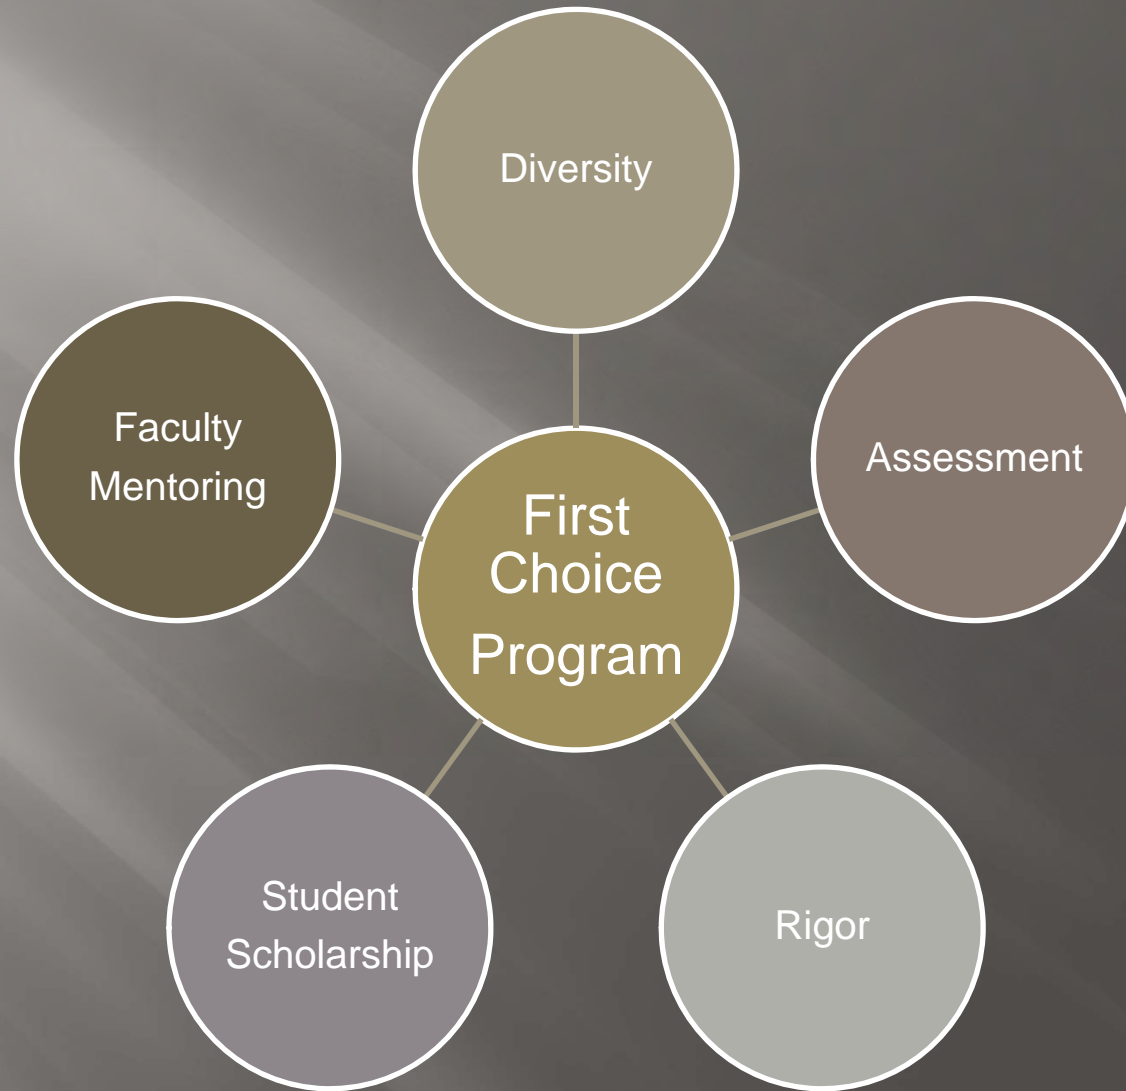 Diversity
Faculty
Mentoring
Assessment
First
Choice
Program
Student
Scholarship
Rigor